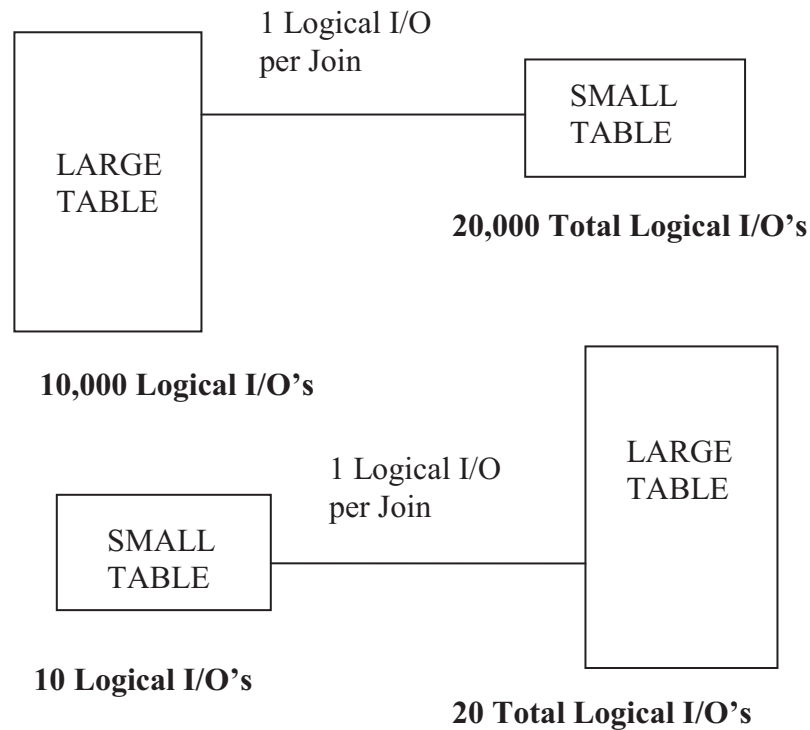 1 Logical I/O
per Join
SMALL
TABLE
LARGE
TABLE
20,000 Total Logical I/O’s
10,000 Logical I/O’s
LARGE
TABLE
1 Logical I/O
per Join
SMALL
TABLE
10 Logical I/O’s
20 Total Logical I/O’s